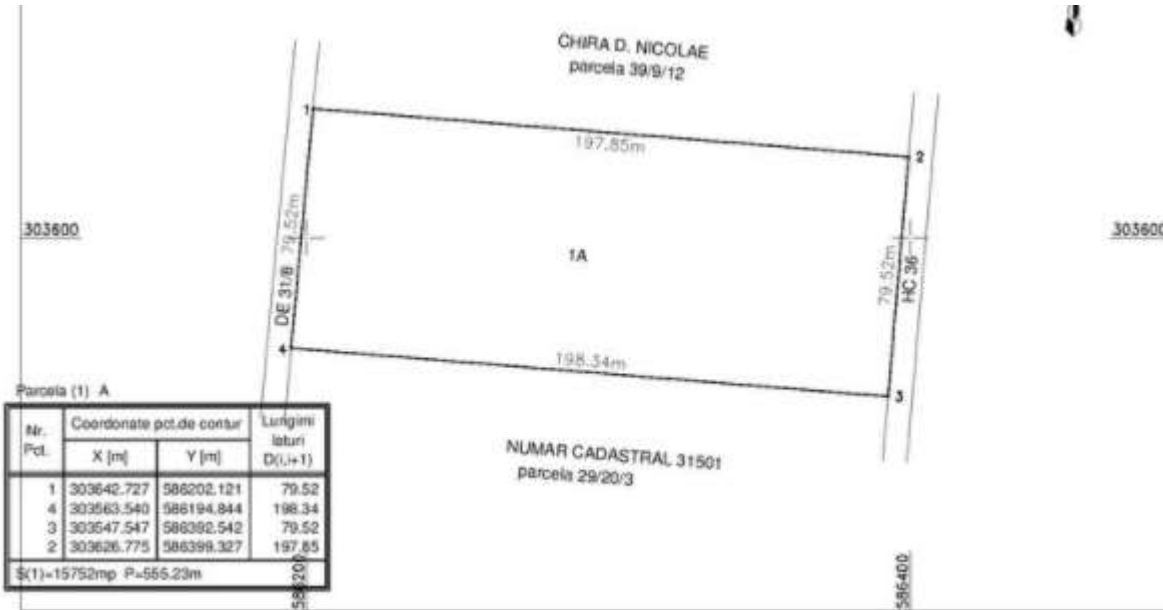 CHIRA D. NICOLAE
parcela 39/9/12
1
197.85m
2
303600
79.52m
DE 31/8
1A
79.52m
HC 36
303600
4
198.34m
3
Parcela (1) A
Nr. Pct. Coordonate pct.de contur Lungimi laturi D(i,i+1)
X [m] Y [m]
1 303642.727 586202.121 79.52
4 303563.540 586194.844 198.34
3 303547.547 586392.542 79.52
2 303626.775 586399.327 197.85
S(1)=15752mp P=555.23m
NUMAR CADASTRAL 31501
parcela 29/20/3
586200
586400